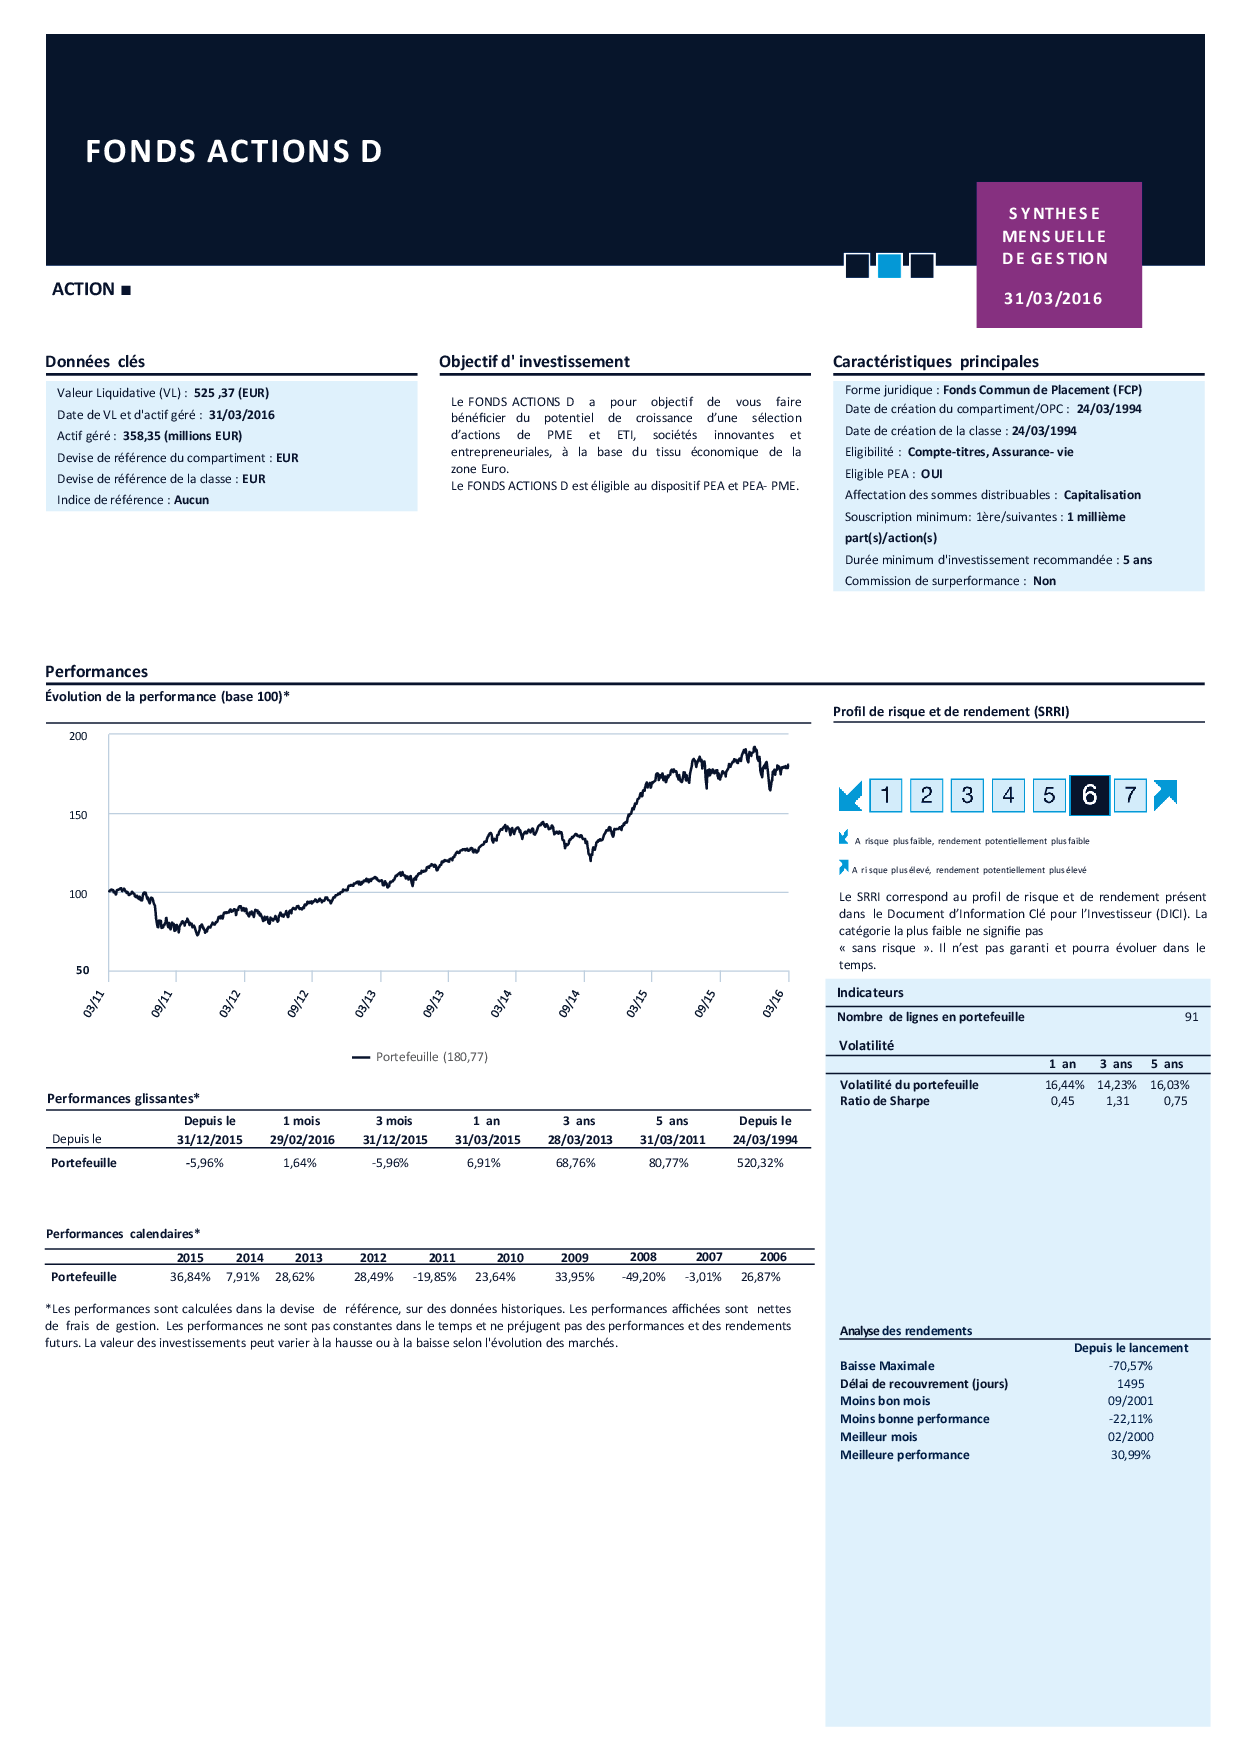 FONDS ACTIONS D
SYNTHESE
MENSUELLE
DE GESTION
31/03/2016
ACTION ■
Données clés
Valeur Liquidative (VL) : 525 ,37 (EUR)
Date de VL et d'actif géré : 31/03/2016
Actif géré : 358,35 (millions EUR)
Devise de référence du compartiment : EUR
Devise de référence de la classe : EUR
Indice de référence : Aucun
Objectif d' investissement
Le FONDS ACTIONS D a pour objectif de vous faire
bénéficier du potentiel de croissance d’une sélection
d’actions de PME et ETI, sociétés innovantes et
entrepreneuriales, à la base du tissu économique de la
zone Euro.
Le FONDS ACTIONS D est éligible au dispositif PEA et PEA- PME.
Caractéristiques principales
Forme juridique : Fonds Commun de Placement (FCP)
Date de création du compartiment/OPC : 24/03/1994
Date de création de la classe : 24/03/1994
Eligibilité : Compte-titres, Assurance- vie
Eligible PEA : OUI
Affectation des sommes distribuables : Capitalisation
Souscription minimum: 1ère/suivantes : 1 millième
part(s)/action(s)
Durée minimum d'investissement recommandée : 5 ans
Commission de surperformance : Non
Performances
Évolution de la performance (base 100)*
200
150
100
50
03/11 09/11 03/12 09/12 03/13 09/13 03/14 09/14 03/15 09/15 03/16
Portefeuille (180,77)
Performances glissantes*
Depuis le 1 mois 3 mois 1 an 3 ans 5 ans Depuis le
Depuis le 31/12/2015 29/02/2016 31/12/2015 31/03/2015 28/03/2013 31/03/2011 24/03/1994
Portefeuille -5,96% 1,64% -5,96% 6,91% 68,76% 80,77% 520,32%
Performances calendaires*
2015 2014 2013 2012 2011 2010 2009 2008 2007 2006
Portefeuille 36,84% 7,91% 28,62% 28,49% -19,85% 23,64% 33,95% -49,20% -3,01% 26,87%
*Les performances sont calculées dans la devise de référence, sur des données historiques. Les performances affichées sont nettes
de frais de gestion. Les performances ne sont pas constantes dans le temps et ne préjugent pas des performances et des rendements
futurs. La valeur des investissements peut varier à la hausse ou à la baisse selon l'évolution des marchés.
Profil de risque et de rendement (SRRI)
1 2 3 4 5 6 7
A risque plus faible, rendement potentiellement plus faible
A risque plus élevé, rendement potentiellement plus élevé
Le SRRI correspond au profil de risque et de rendement présent
dans le Document d’Information Clé pour l’Investisseur (DICI). La
catégorie la plus faible ne signifie pas
« sans risque ». Il n’est pas garanti et pourra évoluer dans le
temps.
Indicateurs
Nombre de lignes en portefeuille 91
Volatilité
1 an 3 ans 5 ans
Volatilité du portefeuille 16,44% 14,23% 16,03%
Ratio de Sharpe 0,45 1,31 0,75
Analyse des rendements
Depuis le lancement
Baisse Maximale -70,57%
Délai de recouvrement (jours) 1495
Moins bon mois 09/2001
Moins bonne performance -22,11%
Meilleur mois 02/2000
Meilleure performance 30,99%